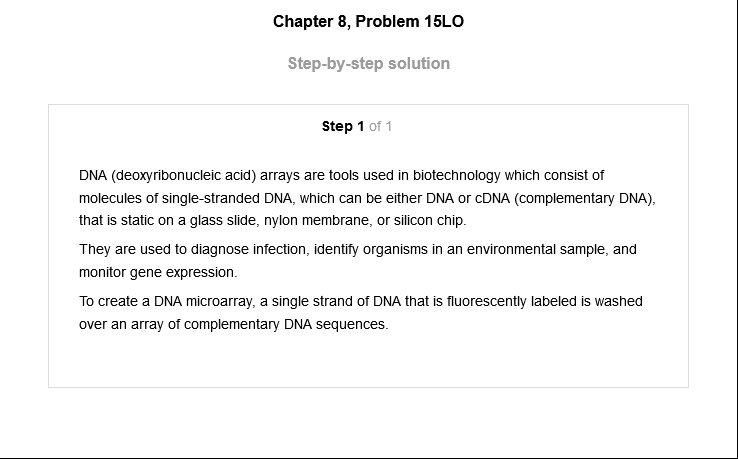 Chapter 8, Problem 15LO
Step-by-step solution
Step 1 of 1
DNA (deoxyribonucleic acid) arrays are tools used in biotechnology which consist of
molecules of single-stranded DNA, which can be either DNA or cDNA (complementary DNA),
that is static on a glass slide, nylon membrane, or silicon chip.
They are used to diagnose infection, identify organisms in an environmental sample, and
monitor gene expression.
To create a DNA microarray, a single strand of DNA that is fluorescently labeled is washed
over an array of complementary DNA sequences.